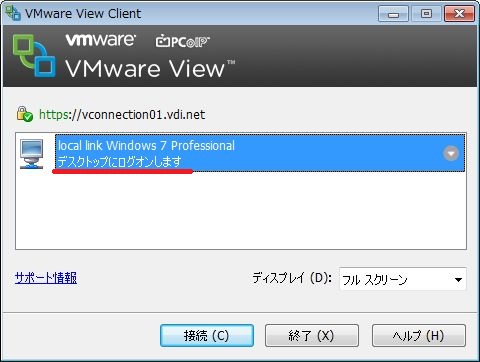 VMware View Client
vmware PCoIP
VMware View™
https://vconnection01.vdi.net
local link Windows 7 Professional
デスクトップにログオンします
サポート情報
ディスプレイ (D): フル スクリーン
接続 (C) 終了 (X) ヘルプ (H)